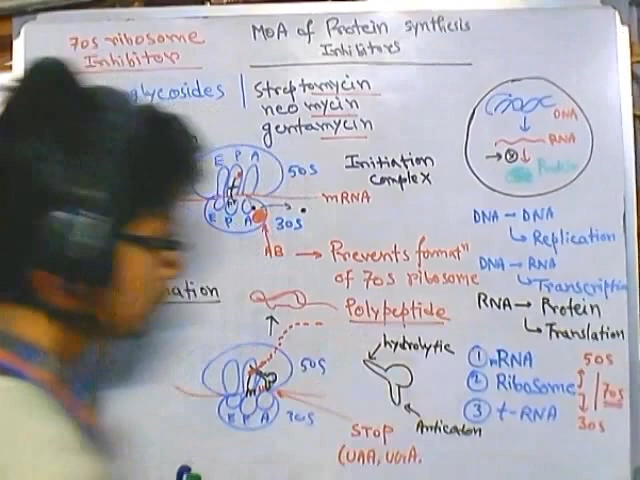 MoA of Protein synthesis
Inhibitors
70s ribosome
Inhibitor
glycosides
Streptomycin
neomycin
gentamycin
E P A
50S
Initiation
complex
mRNA
E P A
30S
AB → Prevents format"
of 70s ribosome
DNA
RNA
Protein
DNA → DNA
Replication
DNA → RNA
Transcription
RNA → Protein
Translation
① mRNA
② Ribosome
③ t-RNA
50S
70s
30S
Polypeptide
hydrolytic
50S
E P A
30S
Anticodon
STOP
(UAA, UGA,